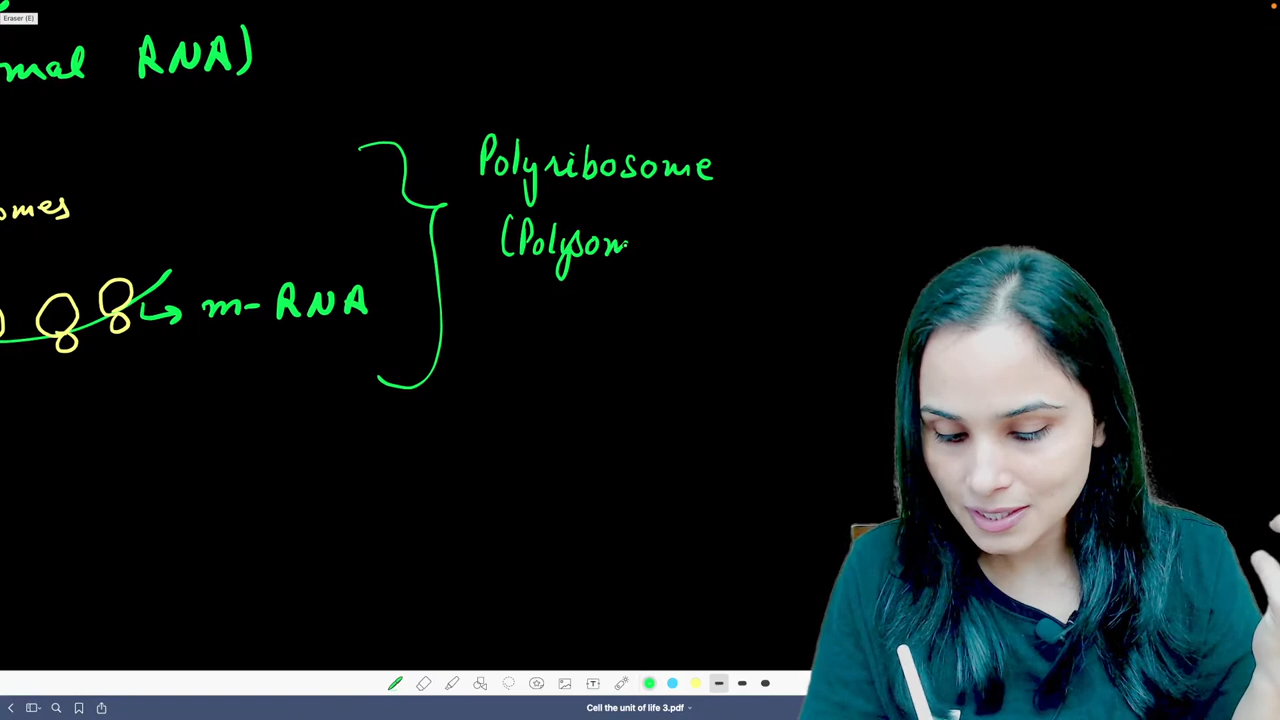 Eraser (E)
mal RNA)
Polyribosome
omes
(Polysom
m-RNA
Cell the unit of life 3.pdf